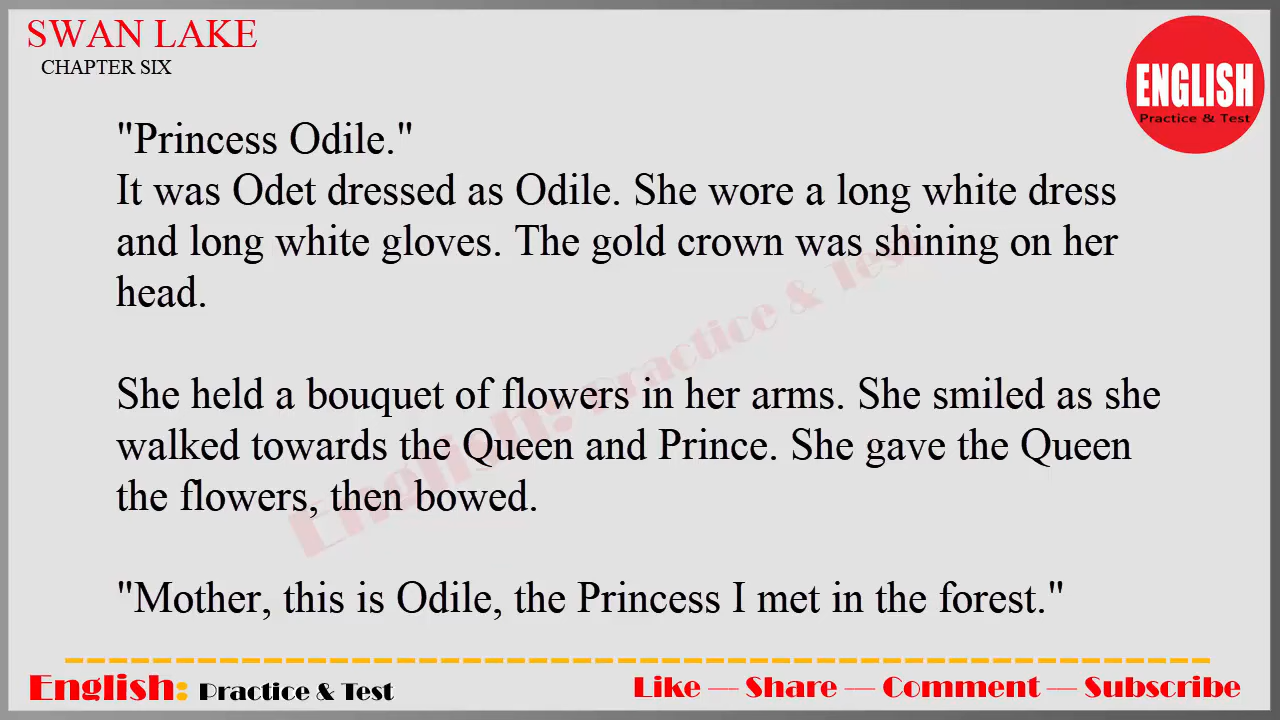 SWAN LAKE
CHAPTER SIX
ENGLISH
Practice & Test
"Princess Odile."
It was Odet dressed as Odile. She wore a long white dress
and long white gloves. The gold crown was shining on her
head.
She held a bouquet of flowers in her arms. She smiled as she
walked towards the Queen and Prince. She gave the Queen
the flowers, then bowed.
"Mother, this is Odile, the Princess I met in the forest."
English: Practice & Test
English: Practice & Test
Like — Share — Comment — Subscribe